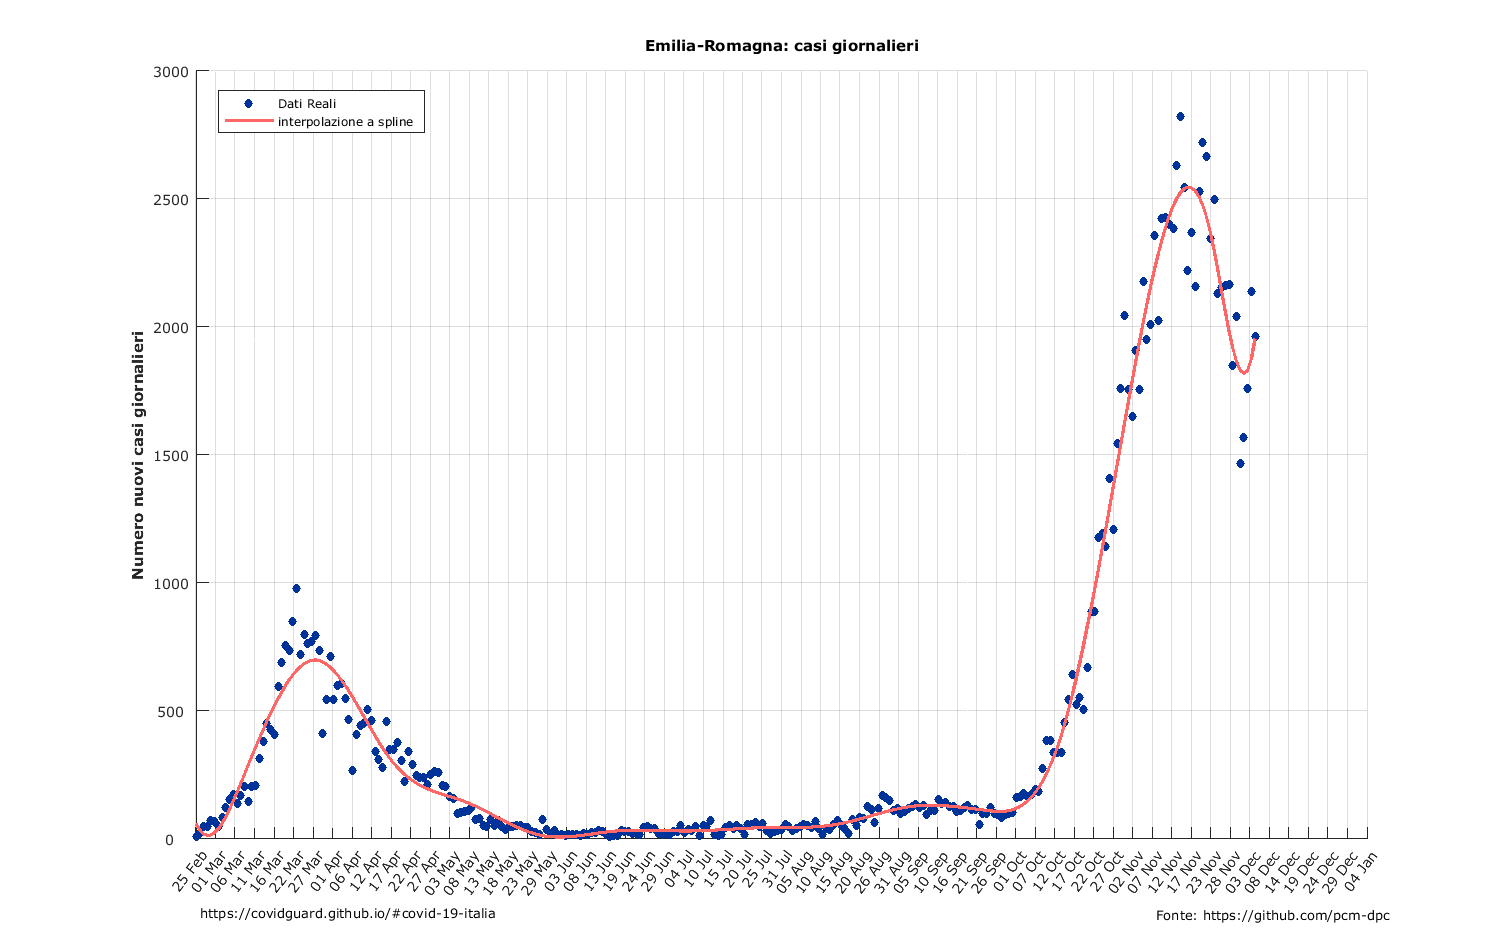 Emilia-Romagna: casi giornalieri
3000
2500
2000
1500
1000
500
0
Dati Reali
interpolazione a spline
Numero nuovi casi giornalieri
25 Feb
01 Mar
06 Mar
11 Mar
16 Mar
22 Mar
27 Mar
01 Apr
06 Apr
12 Apr
17 Apr
22 Apr
27 Apr
03 May
08 May
13 May
18 May
23 May
29 May
03 Jun
08 Jun
13 Jun
19 Jun
24 Jun
29 Jun
04 Jul
10 Jul
15 Jul
20 Jul
25 Jul
31 Jul
05 Aug
10 Aug
15 Aug
20 Aug
26 Aug
31 Aug
05 Sep
10 Sep
16 Sep
21 Sep
26 Sep
01 Oct
07 Oct
12 Oct
17 Oct
22 Oct
27 Oct
02 Nov
07 Nov
12 Nov
17 Nov
23 Nov
28 Nov
03 Dec
08 Dec
14 Dec
19 Dec
24 Dec
29 Dec
04 Jan
https://covidguard.github.io/#covid-19-italia
Fonte: https://github.com/pcm-dpc